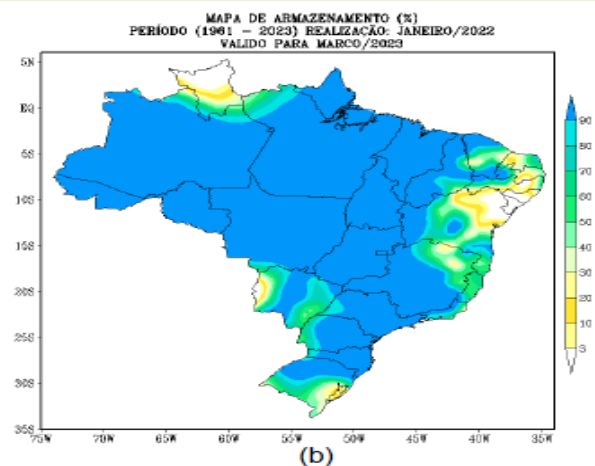 MAPA DE ARMAZENAMENTO (%)
PERÍODO (1961 – 2023) REALIZAÇÃO: JANEIRO/2022
VALIDO PARA MARCO/2023
5N
EQ
5S
10S
15S
20S
25S
30S
35S
75W 70W 65W 60W 55W 50W 45W 40W 35W
90
80
70
60
50
40
30
20
10
3
(b)